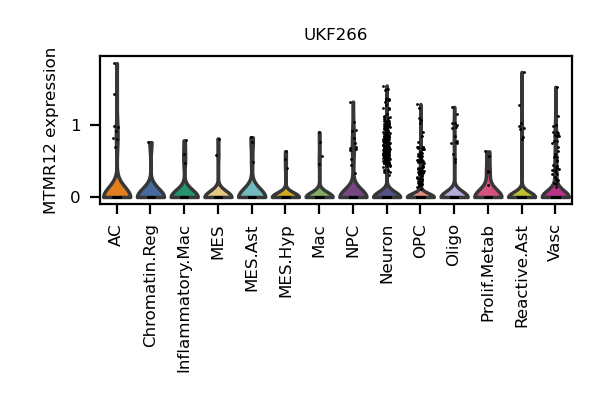 UKF266
MTMR12 expression
1
0
AC
Chromatin.Reg
Inflammatory.Mac
MES
MES.Ast
MES.Hyp
Mac
NPC
Neuron
OPC
Oligo
Prolif.Metab
Reactive.Ast
Vasc